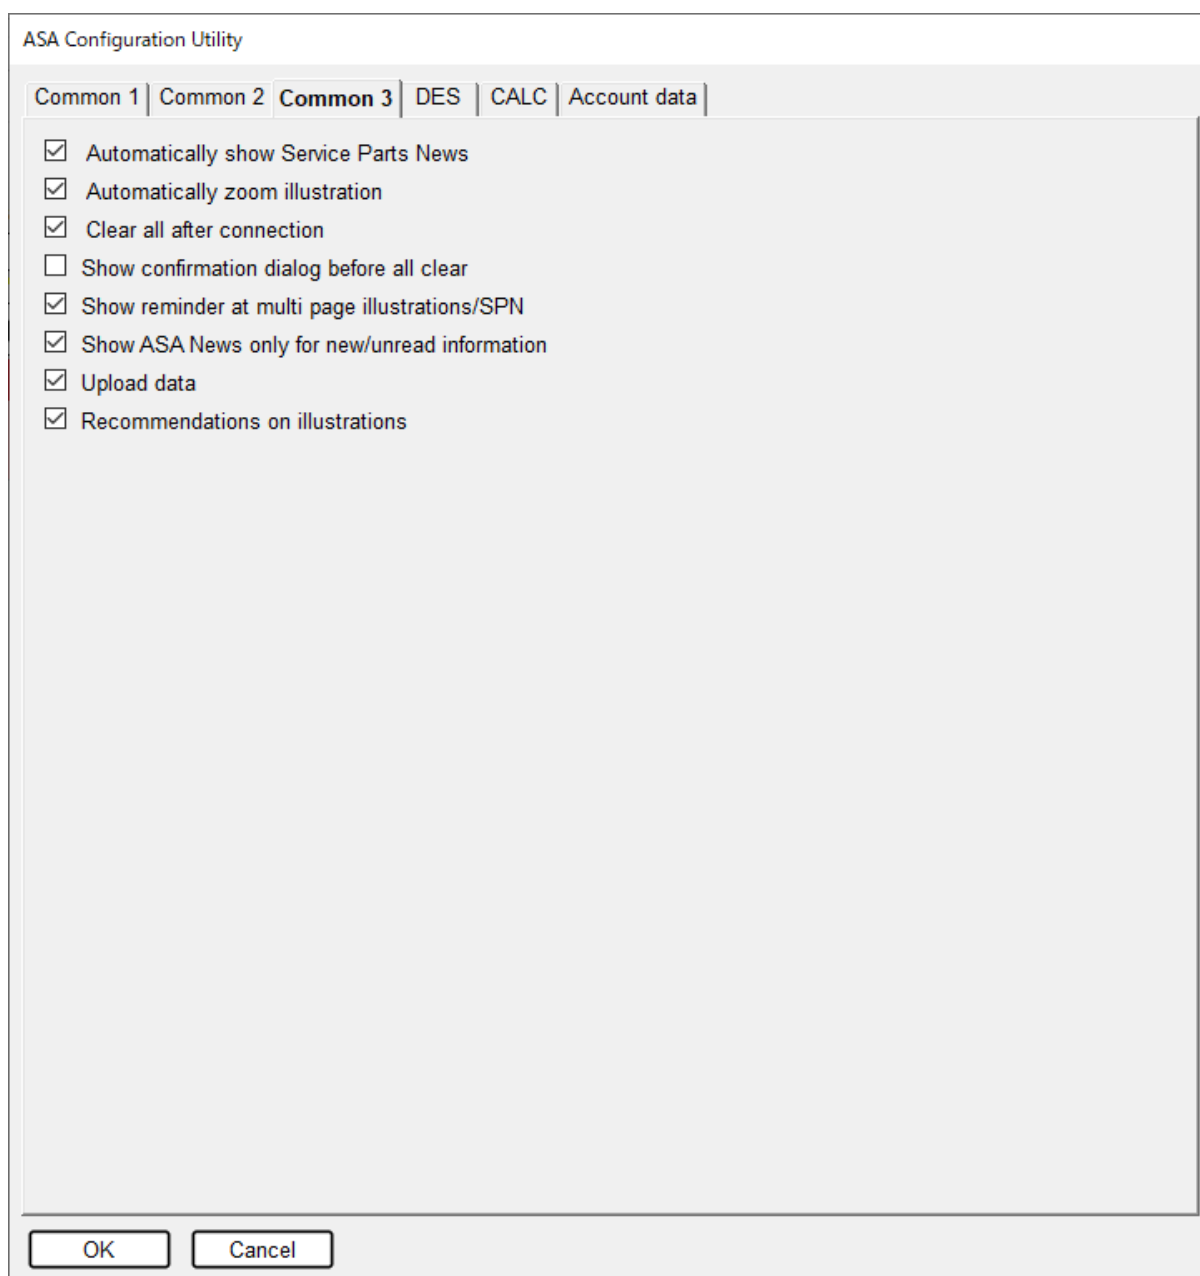 ASA Configuration Utility
Common 1 Common 2 Common 3 DES CALC Account data
Automatically show Service Parts News
Automatically zoom illustration
Clear all after connection
Show confirmation dialog before all clear
Show reminder at multi page illustrations/SPN
Show ASA News only for new/unread information
Upload data
Recommendations on illustrations
OK Cancel